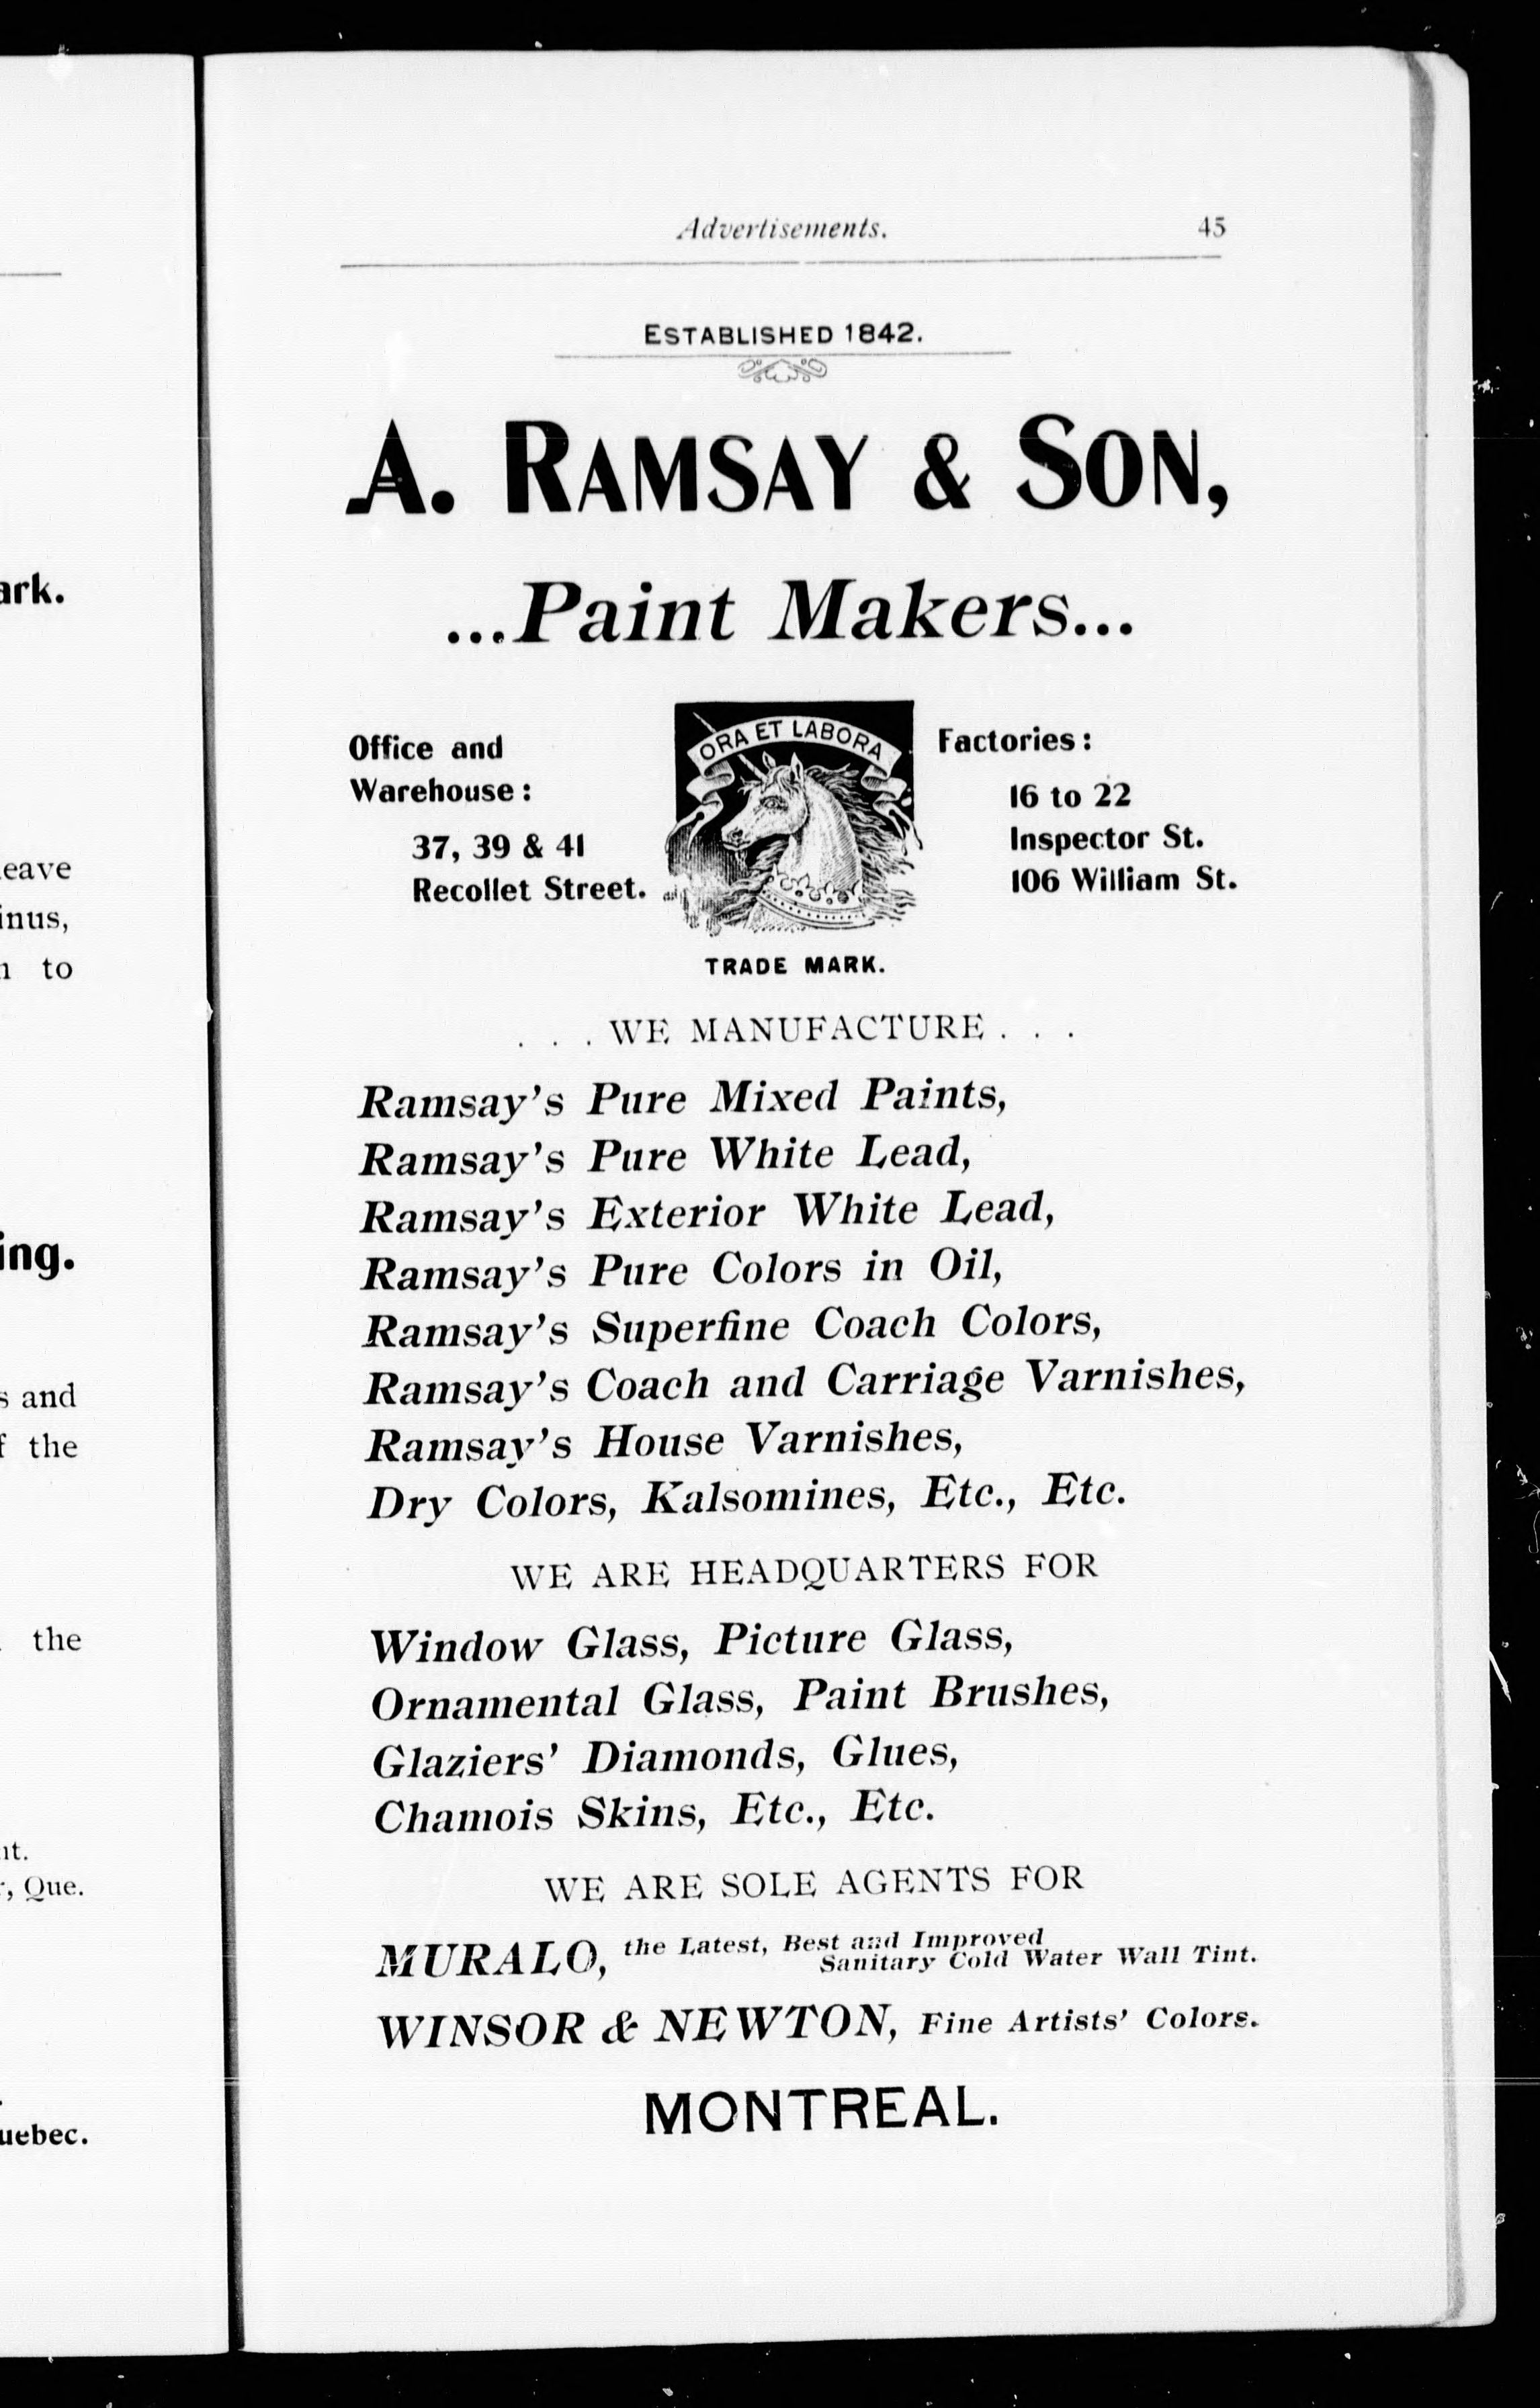 ark.
eave
inus,
to
ing.
s and
f the
the
nt.
, Que.
uebec.
Advertisements. 45
ESTABLISHED 1842.
A. RAMSAY & SON,
...Paint Makers...
Office and
Warehouse:
37, 39 & 41
Recollet Street.
ORA ET LABORA
TRADE MARK.
Factories:
16 to 22
Inspector St.
106 William St.
. . . WE MANUFACTURE . . .
Ramsay's Pure Mixed Paints,
Ramsay's Pure White Lead,
Ramsay's Exterior White Lead,
Ramsay's Pure Colors in Oil,
Ramsay's Superfine Coach Colors,
Ramsay's Coach and Carriage Varnishes,
Ramsay's House Varnishes,
Dry Colors, Kalsomines, Etc., Etc.
WE ARE HEADQUARTERS FOR
Window Glass, Picture Glass,
Ornamental Glass, Paint Brushes,
Glaziers' Diamonds, Glues,
Chamois Skins, Etc., Etc.
WE ARE SOLE AGENTS FOR
MURALO, the Latest, Best and Improved
Sanitary Cold Water Wall Tint.
WINSOR & NEWTON, Fine Artists' Colors.
MONTREAL.